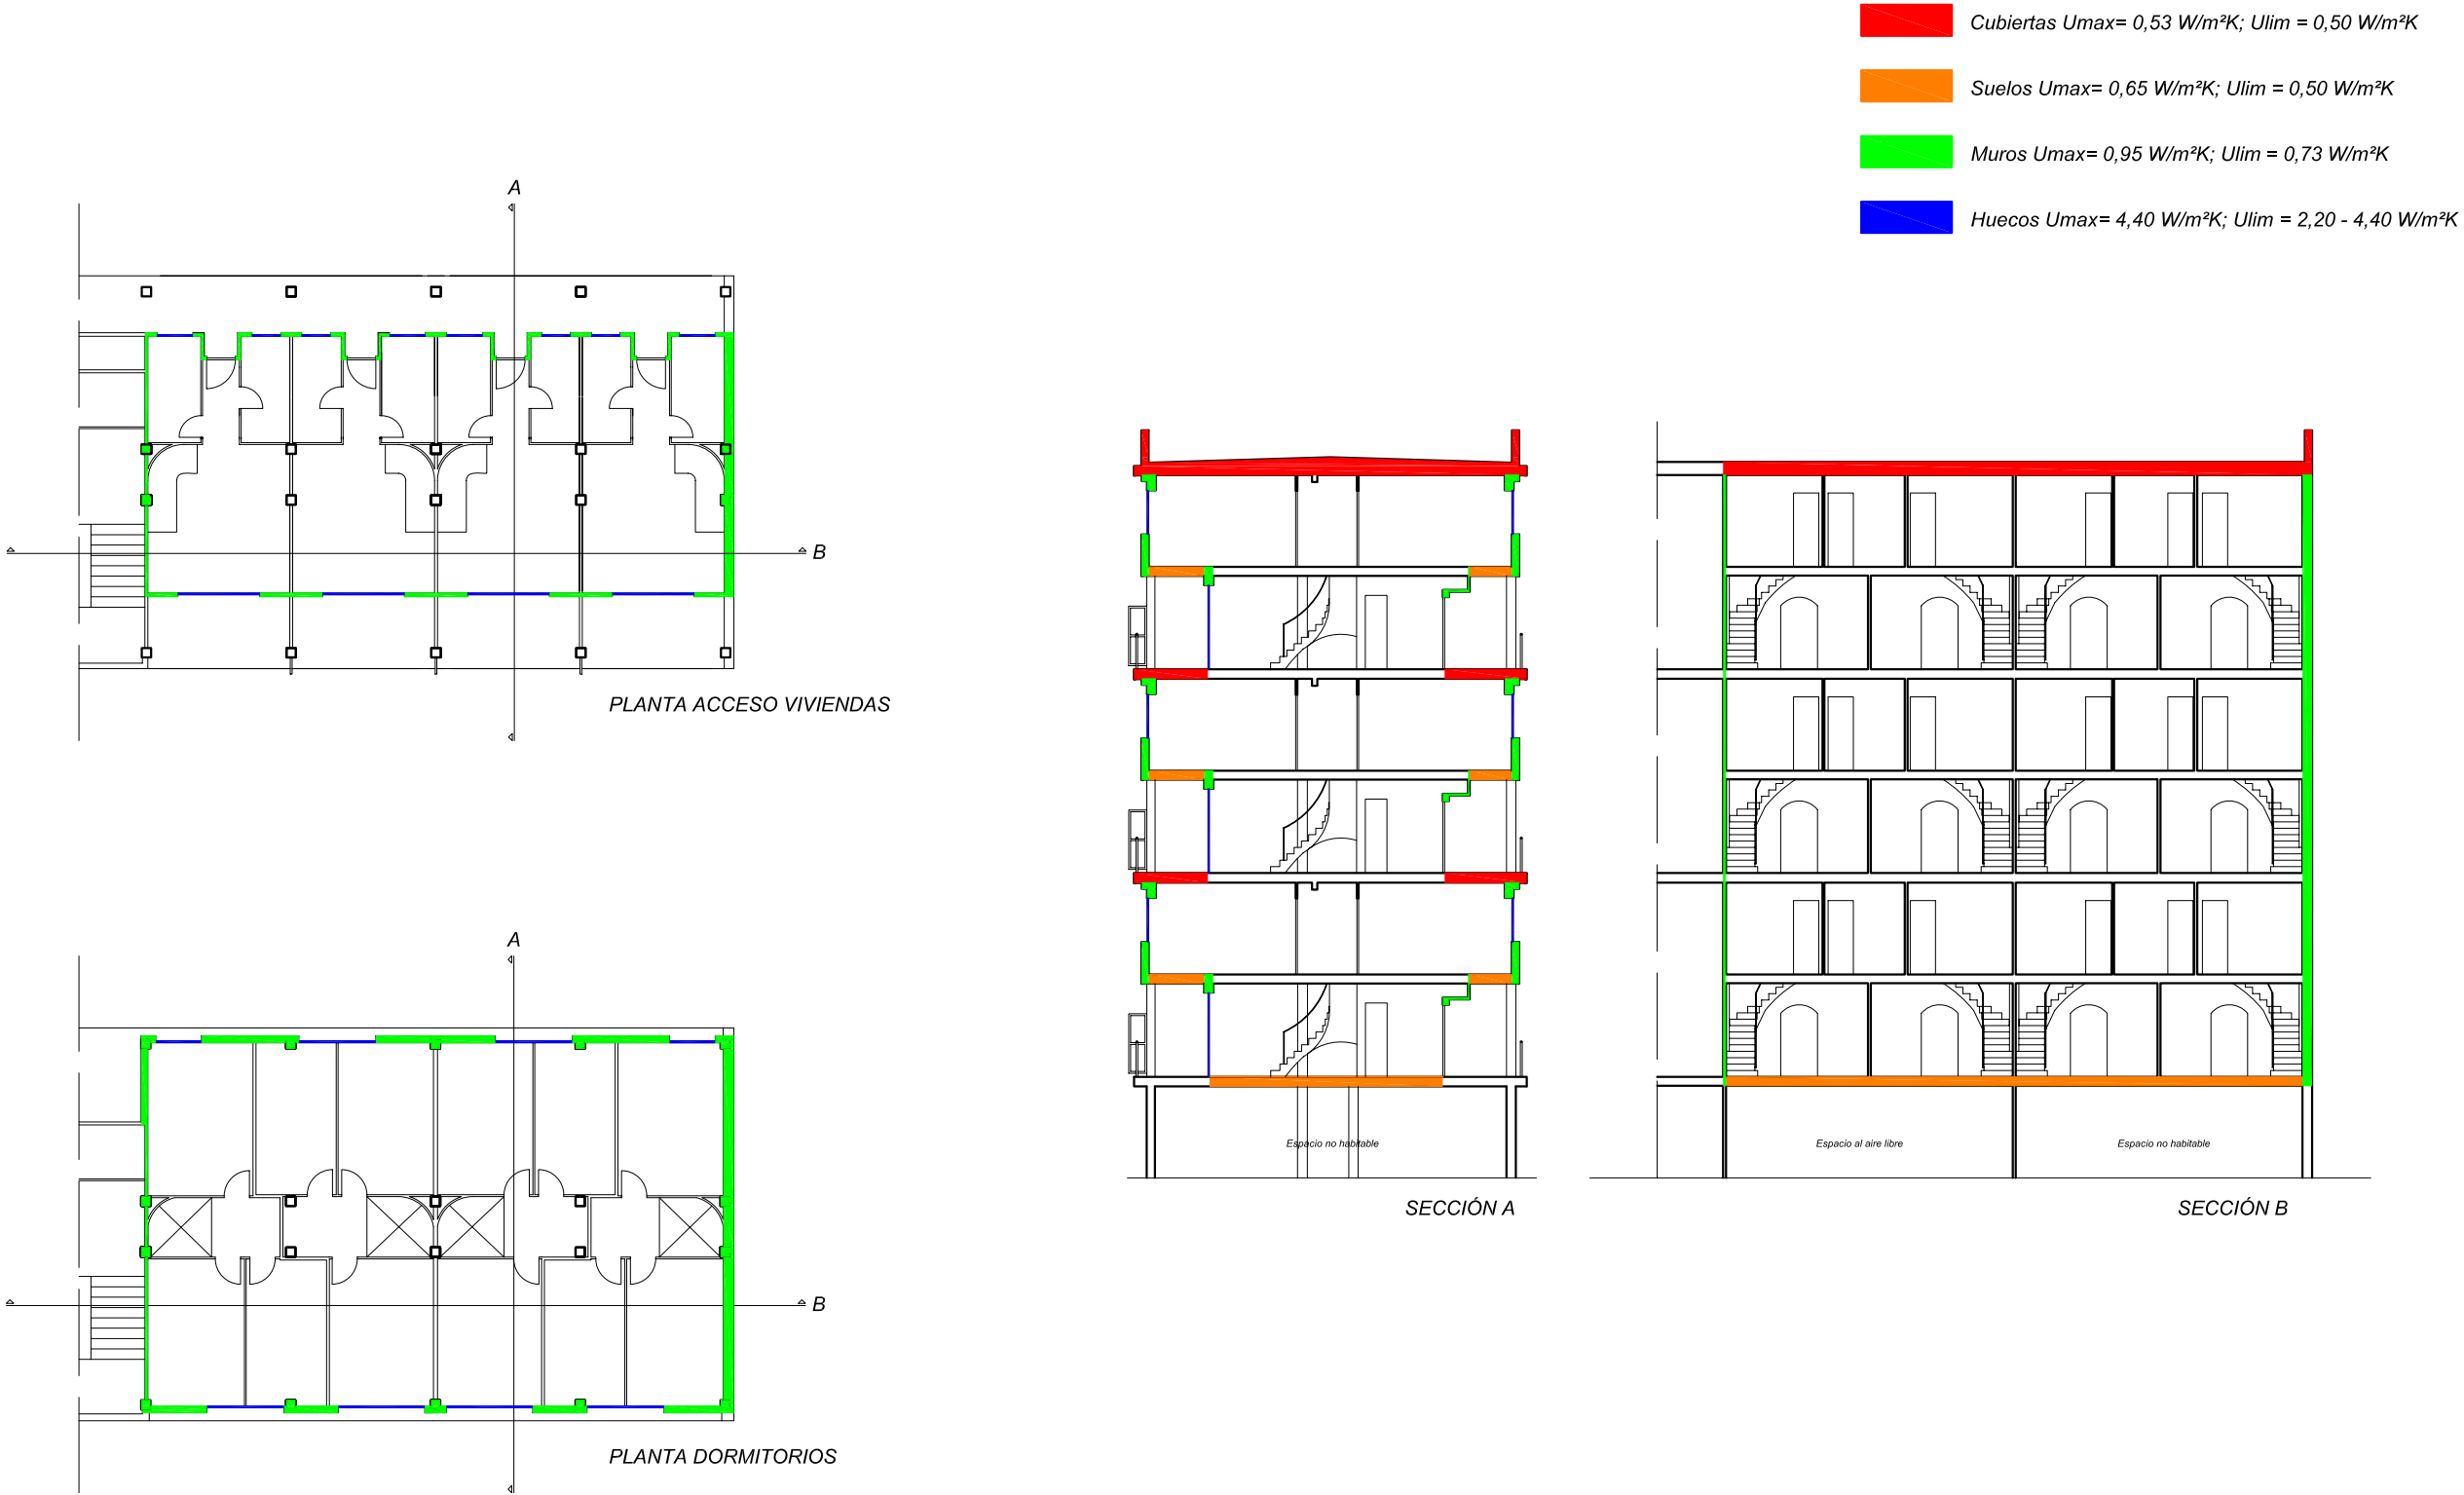 Cubiertas Umax= 0,53 W/m²K; Ulim = 0,50 W/m²K
Suelos Umax= 0,65 W/m²K; Ulim = 0,50 W/m²K
Muros Umax= 0,95 W/m²K; Ulim = 0,73 W/m²K
Huecos Umax= 4,40 W/m²K; Ulim = 2,20 - 4,40 W/m²K
A
B
PLANTA ACCESO VIVIENDAS
A
B
PLANTA DORMITORIOS
Espacio no habitable
SECCIÓN A
Espacio al aire libre
Espacio no habitable
SECCIÓN B